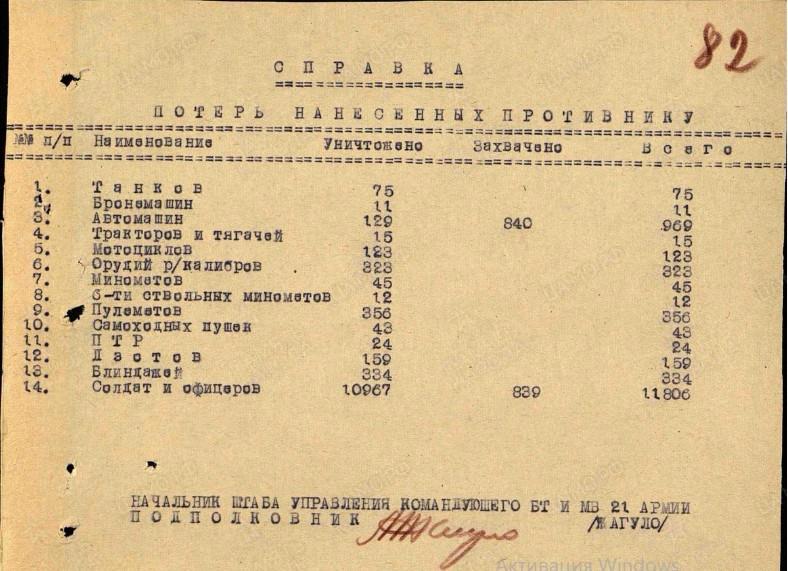 82
СПРАВКА
ПОТЕРЬ НАНЕСЕННЫХ ПРОТИВНИКУ
№№ п/п Наименование Уничтожено Захвачено Всего
1. Танков 75 75
2. Бронемашин 11 11
3. Автомашин 129 840 969
4. Тракторов и тягачей 15 15
5. Мотоциклов 123 123
6. Орудий р/калибров 323 323
7. Минометов 45 45
8. 6-ти ствольных минометов 12 12
9. Пулеметов 356 356
10. Самоходных пушек 43 43
11. ПТР 24 24
12. 159 159
13. Блиндажей 334 334
14. Солдат и офицеров 10967 839 11806
НАЧАЛЬНИК ШТАБА УПРАВЛЕНИЯ КОМАНДУЮЩЕГО БТ И МВ 21 АРМИИ
ПОДПОЛКОВНИК /ЖАГУЛО/
Активация Windows